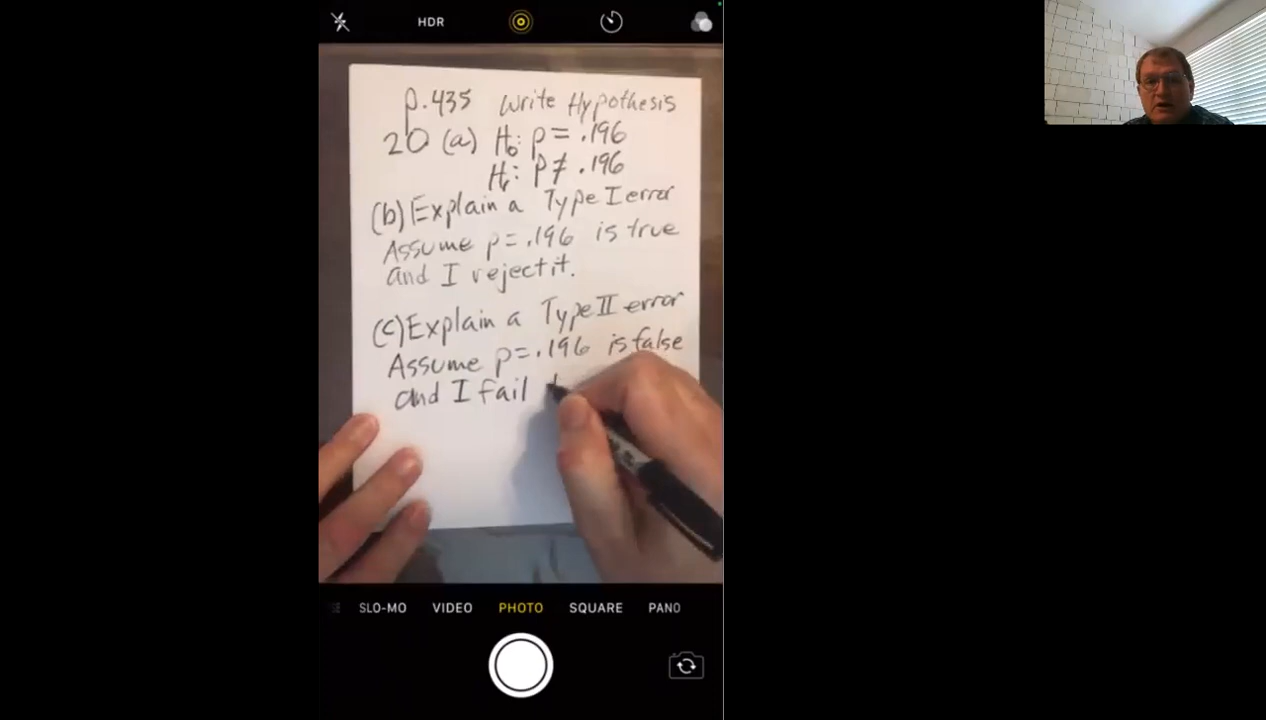 HDR
p.435 Write Hypothesis
20 (a) H₀: p = .196
H₁: p ≠ .196
(b) Explain a Type I error
Assume p = .196 is true
and I reject it.
(c) Explain a Type II error
Assume p = .196 is false
and I fail
SLO-MO VIDEO PHOTO SQUARE PANO